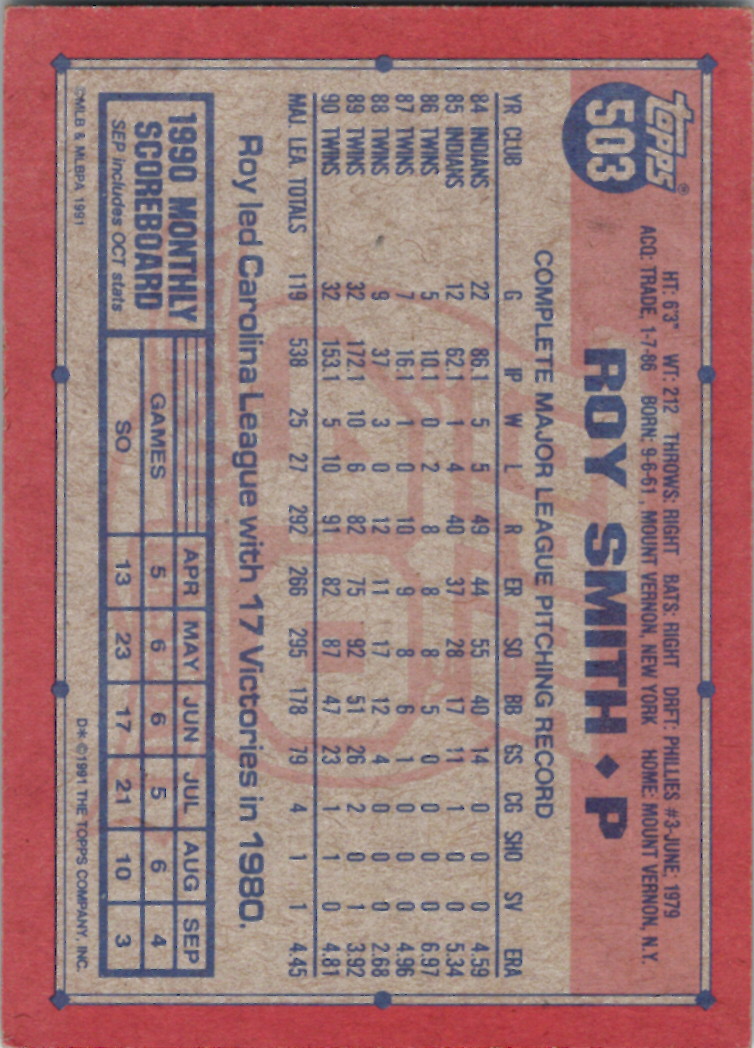 TOPPS®
503
HT: 6'3" WT: 212 THROWS: RIGHT BATS: RIGHT DRFT: PHILLIES #3-JUNE, 1979
ACQ: TRADE, 1-7-86 BORN: 9-6-61, MOUNT VERNON, NEW YORK HOME: MOUNT VERNON, N.Y.
ROY SMITH ♦ P
COMPLETE MAJOR LEAGUE PITCHING RECORD
YR CLUB G IP W L R ER SO BB GS CG SHO SV ERA
84 INDIANS 22 86.1 5 5 49 44 55 40 14 0 0 0 4.59
85 INDIANS 12 62.1 1 4 40 37 28 17 11 1 0 0 5.34
86 TWINS 5 10.1 0 2 8 8 8 5 0 0 0 0 6.97
87 TWINS 7 16.1 1 0 10 9 8 6 1 0 0 0 4.96
88 TWINS 9 37 3 0 12 11 17 12 4 0 0 0 2.68
89 TWINS 32 172.1 10 6 82 75 92 51 26 2 0 1 3.92
90 TWINS 32 153.1 5 10 91 82 87 47 23 1 1 0 4.81
MAJ. LEA. TOTALS 119 538 25 27 292 266 295 178 79 4 1 1 4.45
Roy led Carolina League with 17 Victories in 1980.
1990 MONTHLY
SCOREBOARD
SEP includes OCT stats
APR MAY JUN JUL AUG SEP
GAMES 5 6 6 5 6 4
SO 13 23 17 21 10 3
©MLB & MLBPA 1991
D* ©1991 THE TOPPS COMPANY, INC.